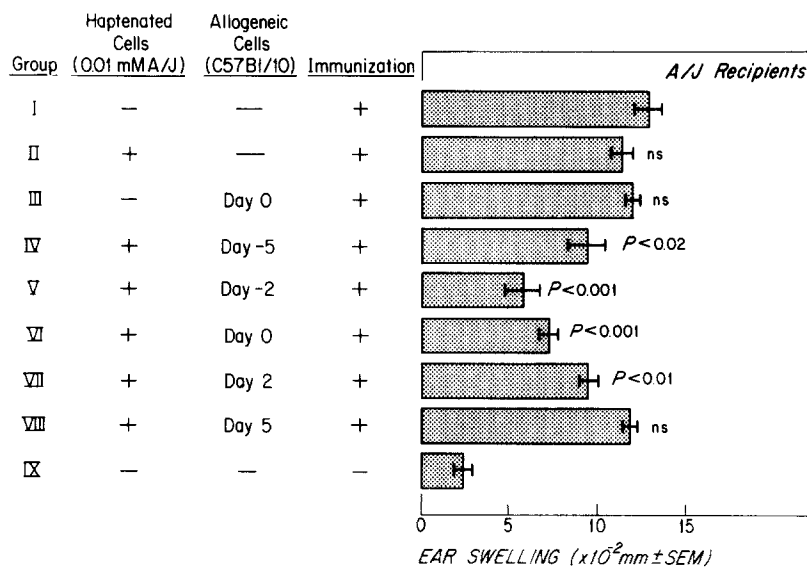 Haptenated Allogeneic
Cells Cells
Group (0.01 mM A/J) (C57Bl/10) Immunization
A/J Recipients
I − — +
II + — + ns
III − Day 0 + ns
IV + Day -5 + P<0.02
V + Day -2 + P<0.001
VI + Day 0 + P<0.001
VII + Day 2 + P<0.01
VIII + Day 5 + ns
IX — — −
0 5 10 15
EAR SWELLING (x10⁻²mm ± SEM)